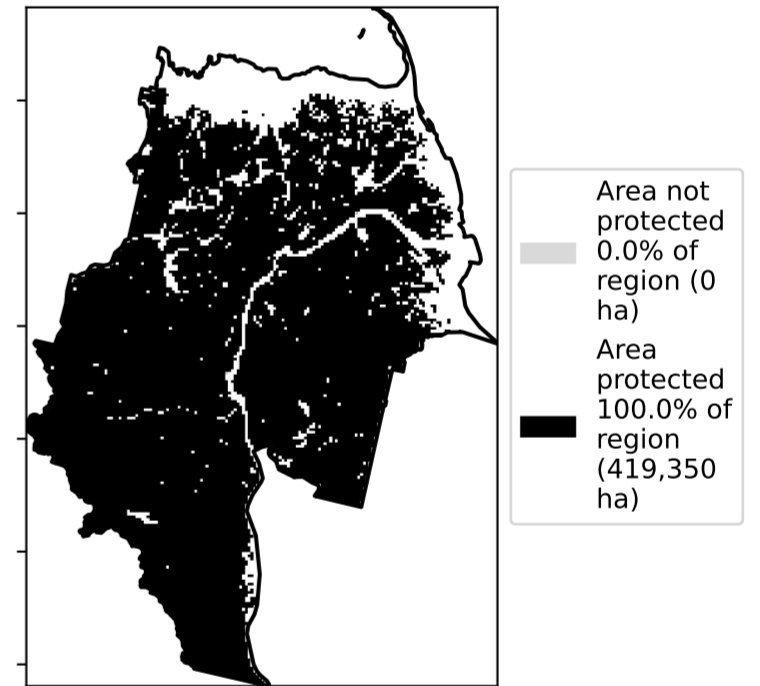 Area not
protected
0.0% of
region (0
ha)
Area
protected
100.0% of
region
(419,350
ha)